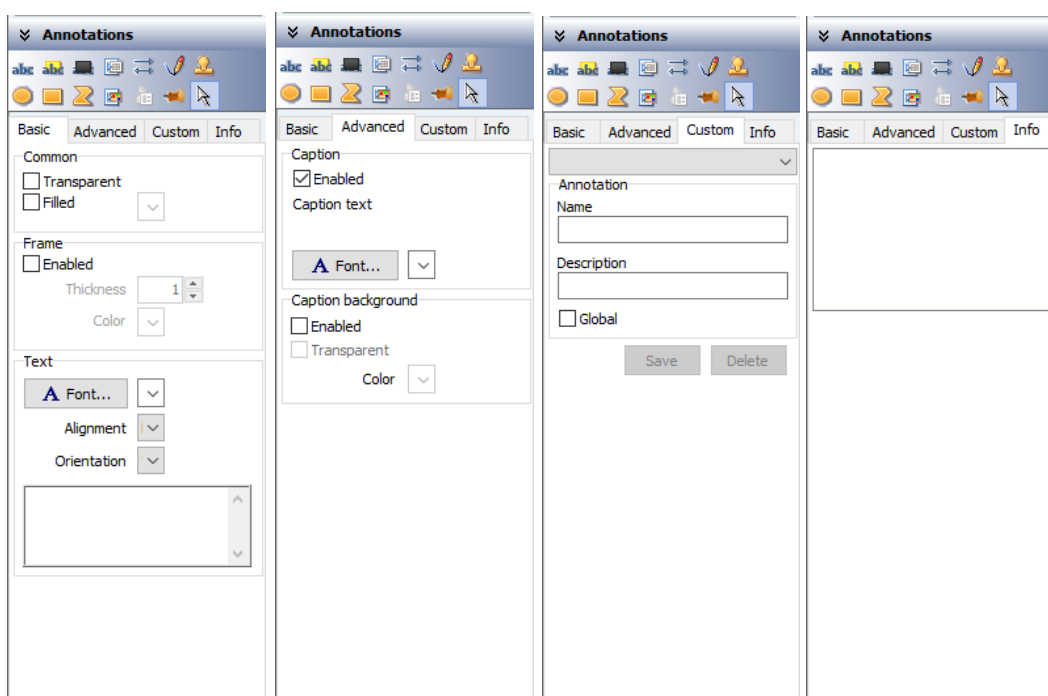 Annotations
abc abc
Basic Advanced Custom Info
Common
Transparent
Filled
Frame
Enabled
Thickness 1
Color
Text
A Font...
Alignment
Orientation
Annotations
abc abc
Basic Advanced Custom Info
Caption
Enabled
Caption text
A Font...
Caption background
Enabled
Transparent
Color
Annotations
abc abc
Basic Advanced Custom Info
Annotation
Name
Description
Global
Save Delete
Annotations
abc abc
Basic Advanced Custom Info